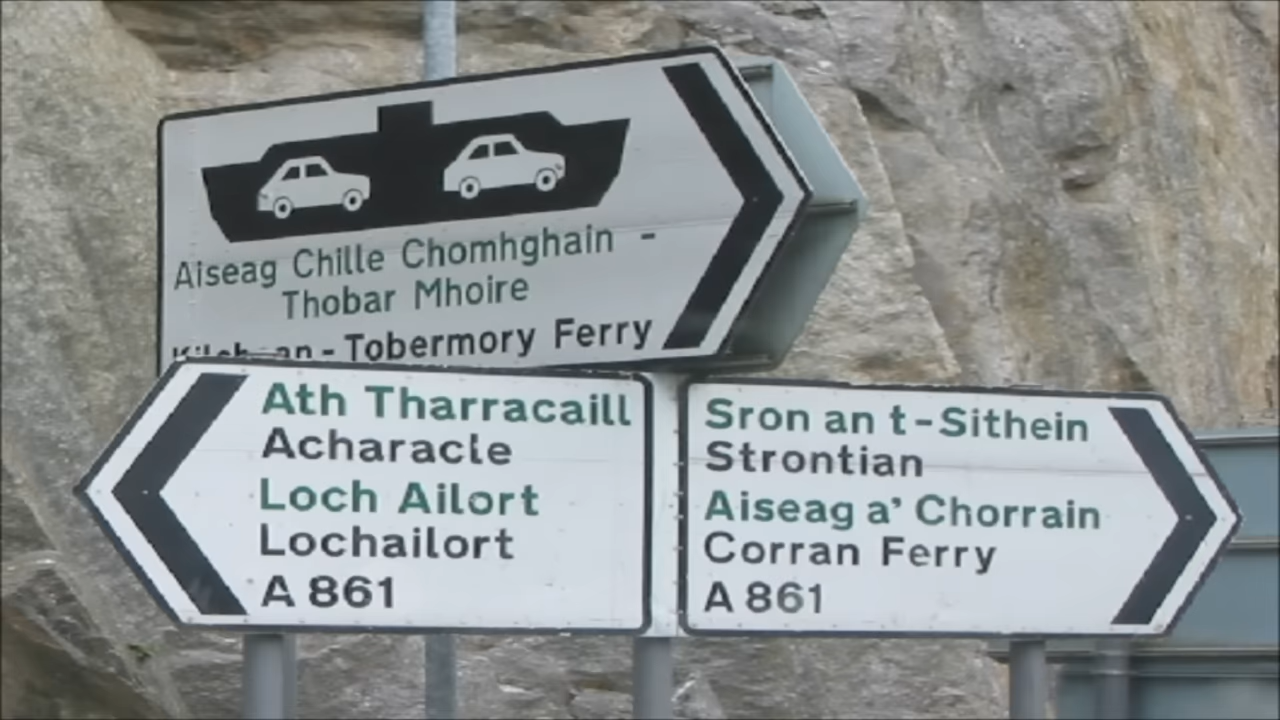 Aiseag Chille Chomhghain -
Thobar Mhoire
- Tobermory Ferry
Ath Tharracaill
Acharacle
Loch Ailort
Lochailort
A 861
Sron an t-Sithein
Strontian
Aiseag a' Chorrain
Corran Ferry
A 861